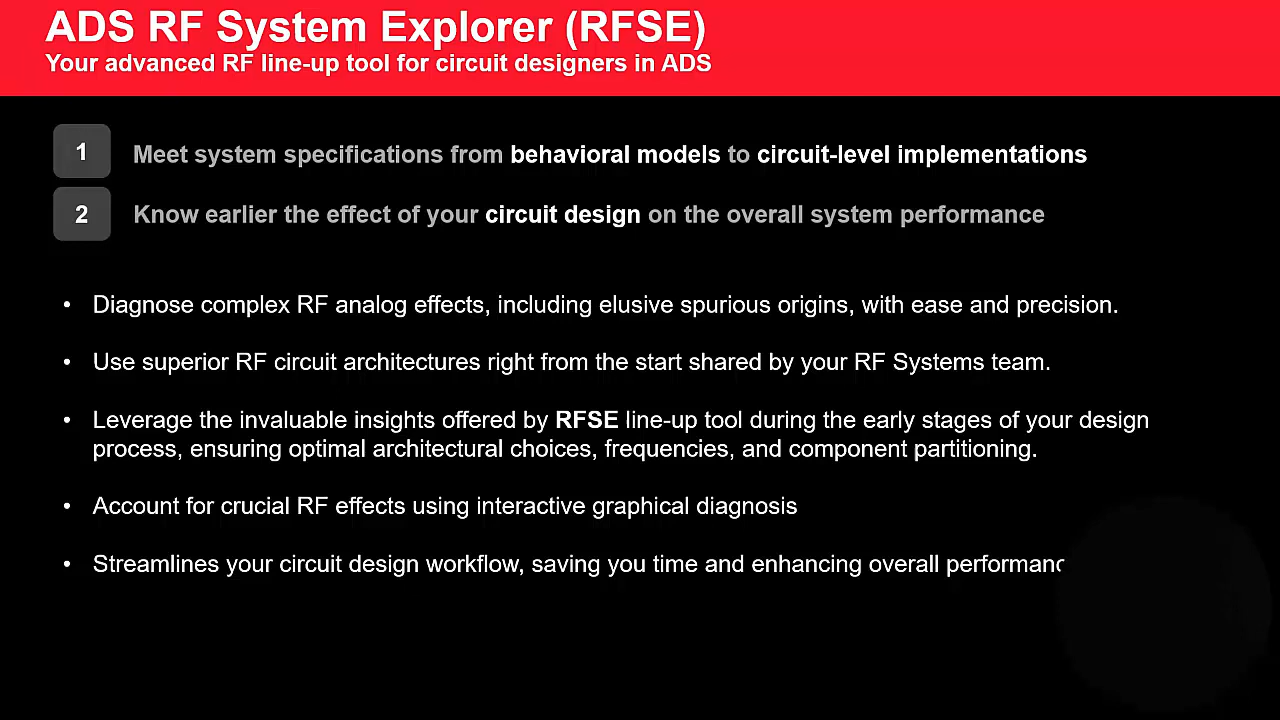 ADS RF System Explorer (RFSE)
Your advanced RF line-up tool for circuit designers in ADS
1
Meet system specifications from behavioral models to circuit-level implementations
2
Know earlier the effect of your circuit design on the overall system performance
• Diagnose complex RF analog effects, including elusive spurious origins, with ease and precision.
• Use superior RF circuit architectures right from the start shared by your RF Systems team.
• Leverage the invaluable insights offered by RFSE line-up tool during the early stages of your design
process, ensuring optimal architectural choices, frequencies, and component partitioning.
• Account for crucial RF effects using interactive graphical diagnosis
• Streamlines your circuit design workflow, saving you time and enhancing overall